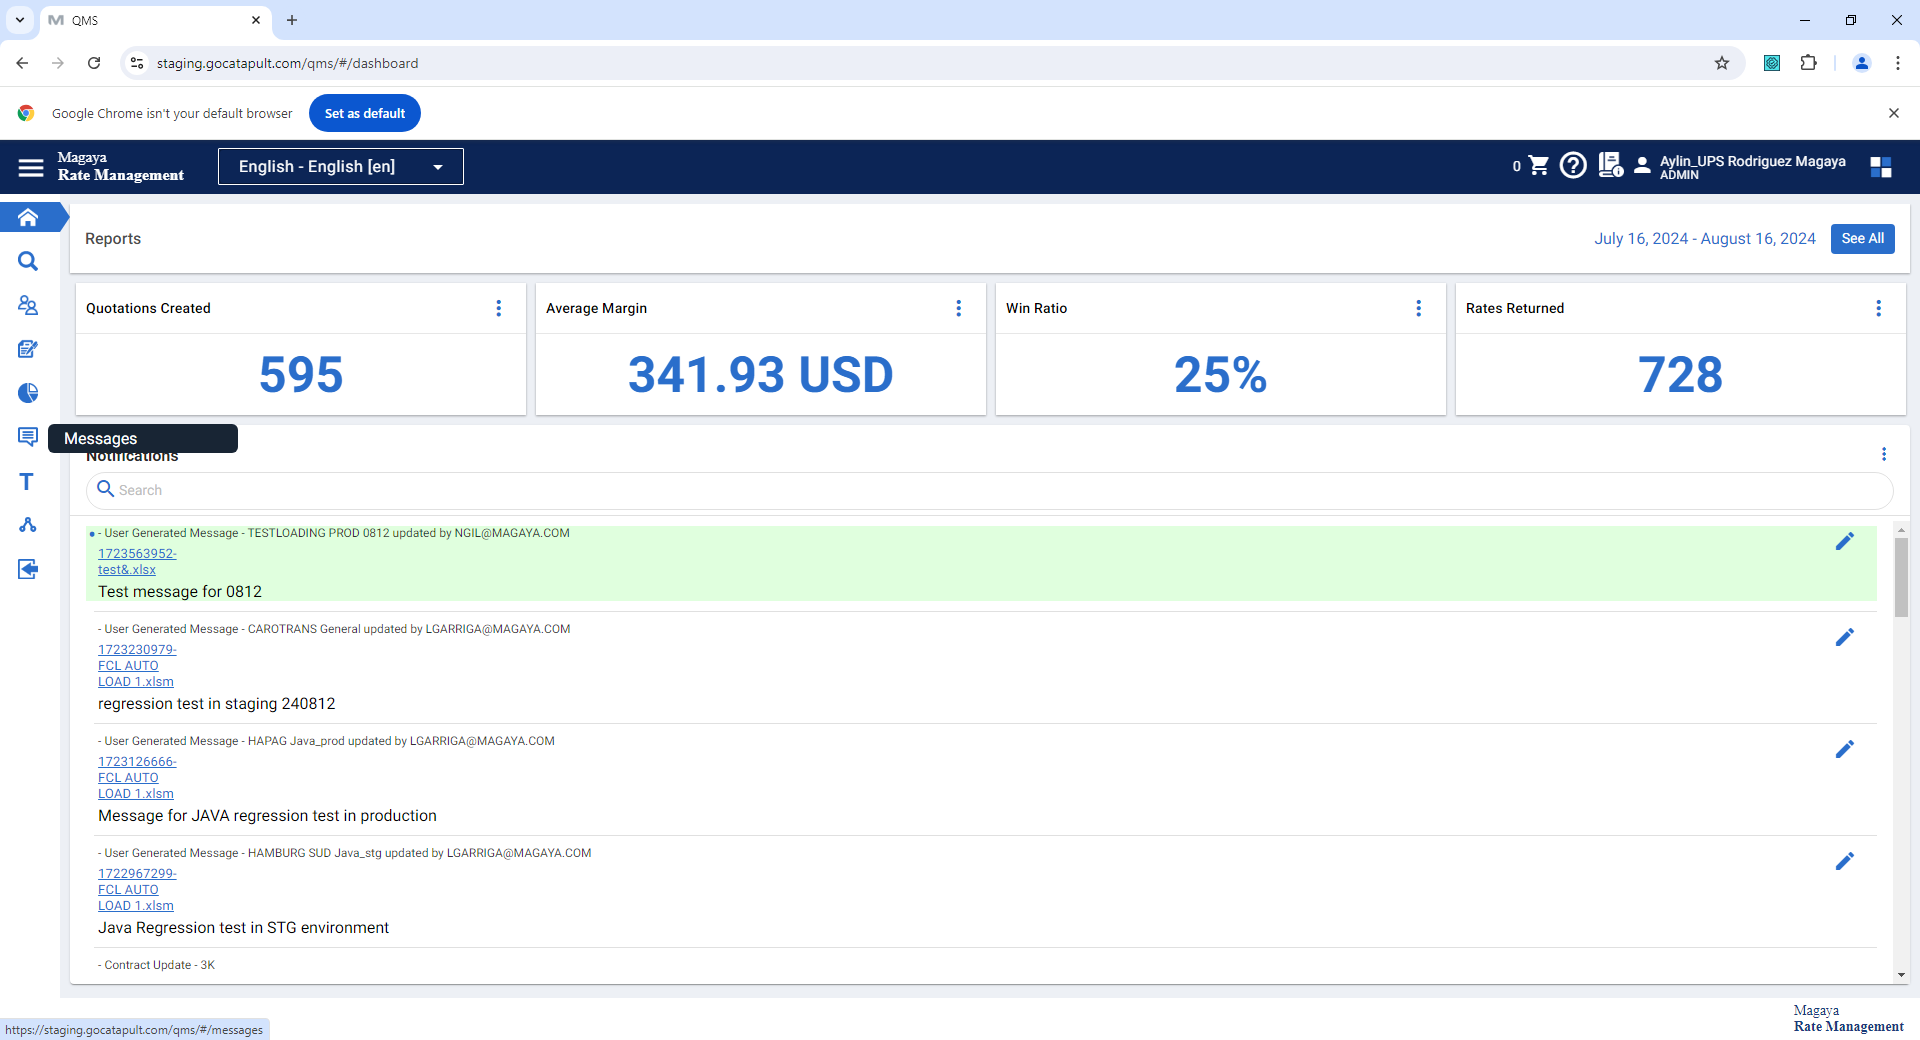 QMS
staging.gocatapult.com/qms/#/dashboard
Google Chrome isn't your default browser
Set as default
Magaya
Rate Management
English - English [en]
0
Aylin_UPS Rodriguez Magaya
ADMIN
Reports
July 16, 2024 - August 16, 2024
See All
Quotations Created
Average Margin
Win Ratio
Rates Returned
595
341.93 USD
25%
728
Messages
Notifications
Search
- User Generated Message - TESTLOADING PROD 0812 updated by NGIL@MAGAYA.COM
1723563952-
test&.xlsx
Test message for 0812
- User Generated Message - CAROTRANS General updated by LGARRIGA@MAGAYA.COM
1723230979-
FCL AUTO
LOAD 1.xlsm
regression test in staging 240812
- User Generated Message - HAPAG Java_prod updated by LGARRIGA@MAGAYA.COM
1723126666-
FCL AUTO
LOAD 1.xlsm
Message for JAVA regression test in production
- User Generated Message - HAMBURG SUD Java_stg updated by LGARRIGA@MAGAYA.COM
1722967299-
FCL AUTO
LOAD 1.xlsm
Java Regression test in STG environment
- Contract Update - 3K
https://staging.gocatapult.com/qms/#/messages
Magaya
Rate Management